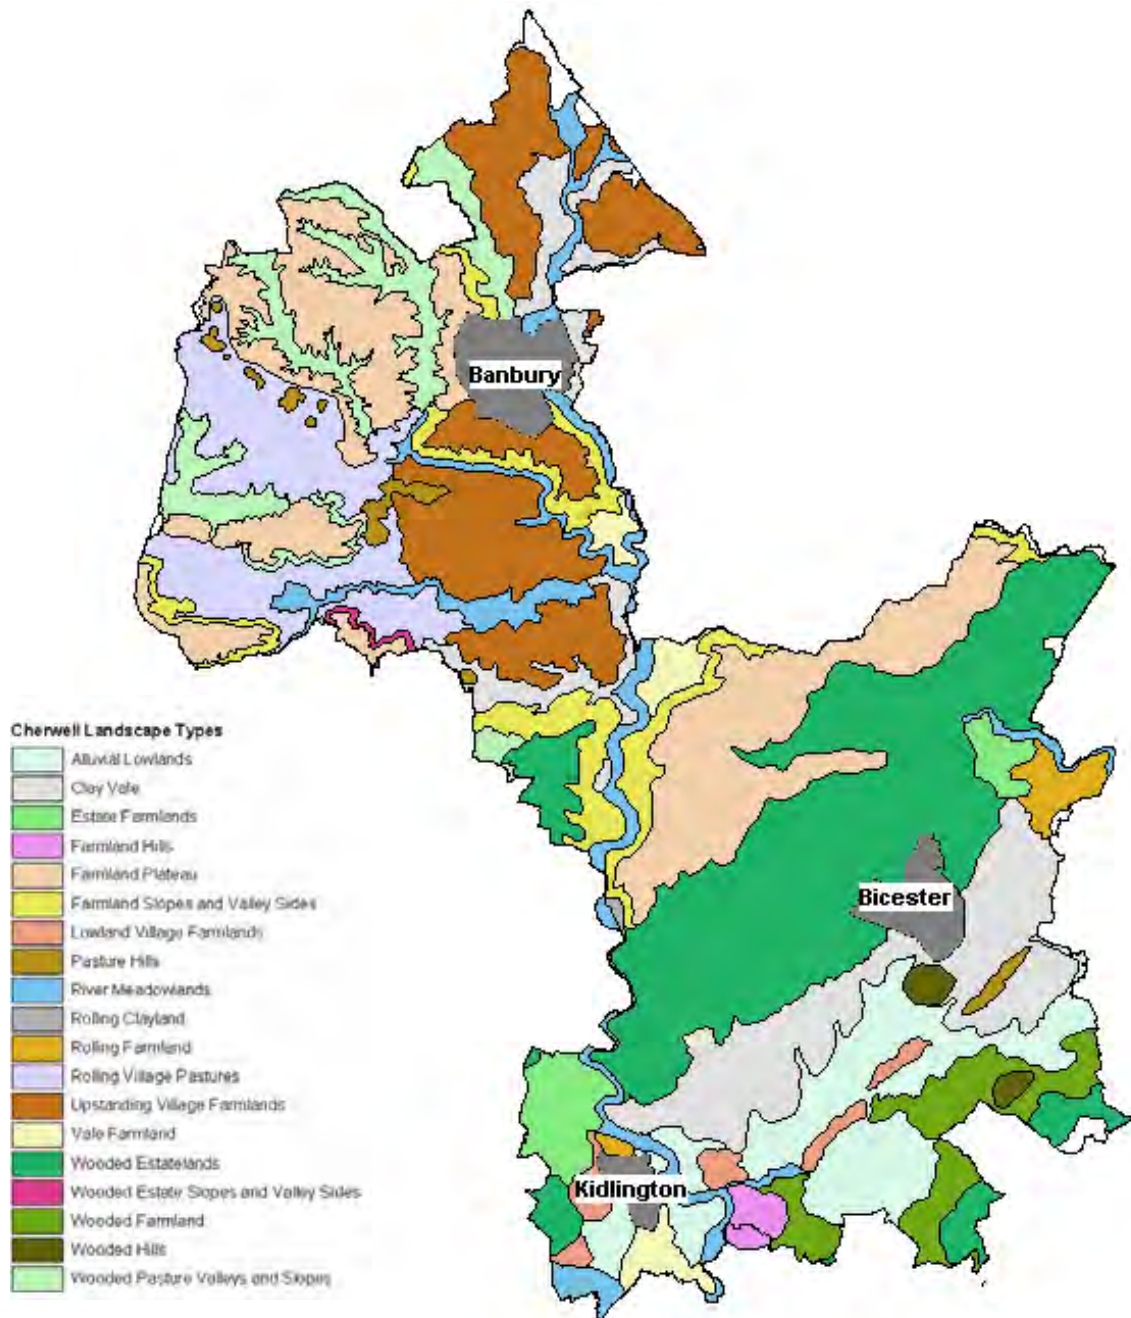 Banbury
Cherwell Landscape Types
Alluvial Lowlands
Clay Vale
Estate Farmlands
Farmland Hills
Farmland Plateau
Farmland Slopes and Valley Sides
Lowland Village Farmlands
Pasture Hills
River Meadowlands
Rolling Clayland
Rolling Farmland
Rolling Village Pastures
Upstanding Village Farmlands
Vale Farmland
Wooded Estatelands
Wooded Estate Slopes and Valley Sides
Wooded Farmland
Wooded Hills
Wooded Pasture Valleys and Slopes
Bicester
Kidlington